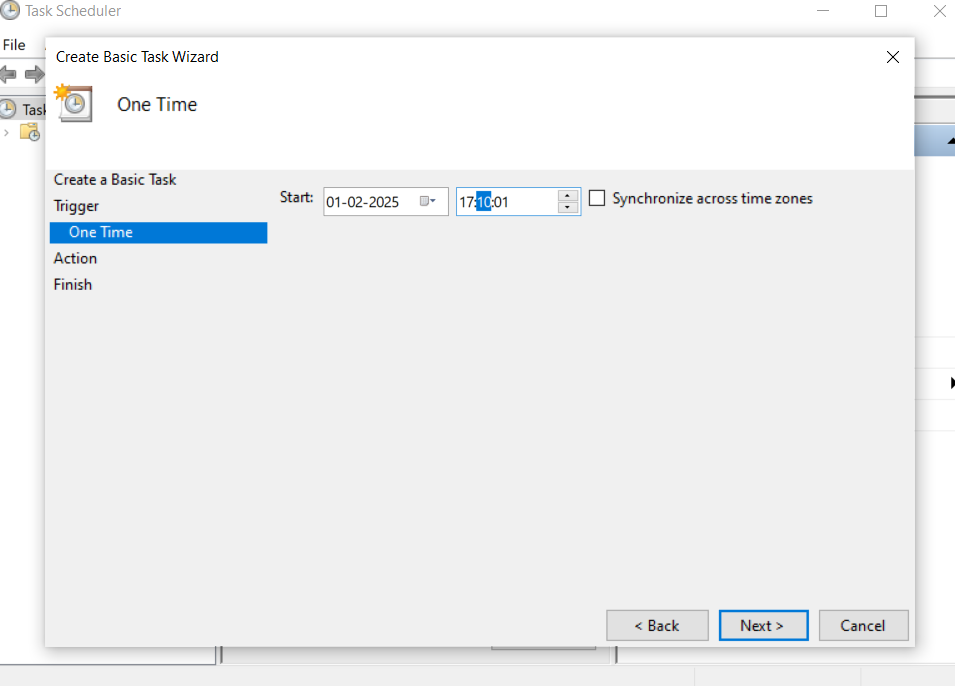 Task Scheduler
File
Create Basic Task Wizard
One Time
Task
Create a Basic Task
Trigger
One Time
Action
Finish
Start: 01-02-2025 17:10:01 Synchronize across time zones
< Back Next > Cancel